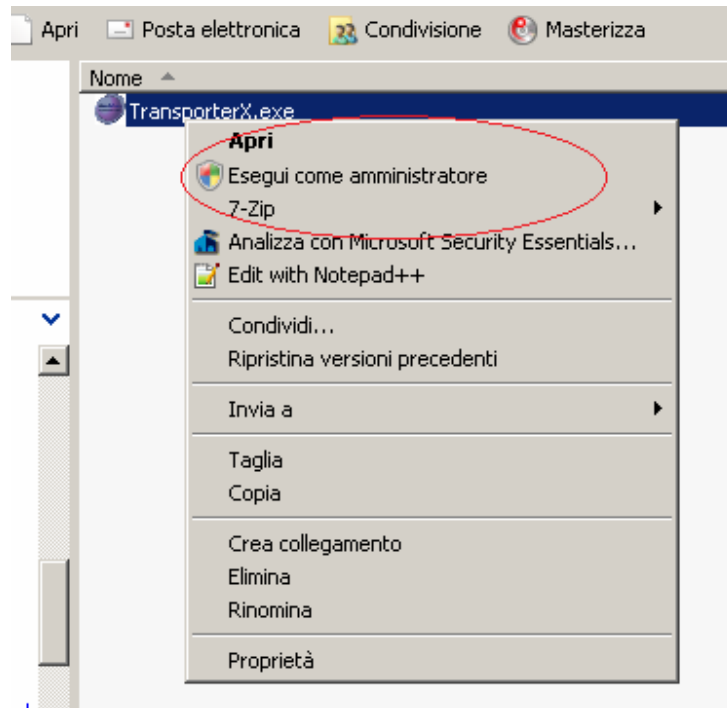 Apri Posta elettronica Condivisione Masterizza
Nome
TransporterX.exe
Apri
Esegui come amministratore
7-Zip
Analizza con Microsoft Security Essentials...
Edit with Notepad++
Condividi...
Ripristina versioni precedenti
Invia a
Taglia
Copia
Crea collegamento
Elimina
Rinomina
Proprietà